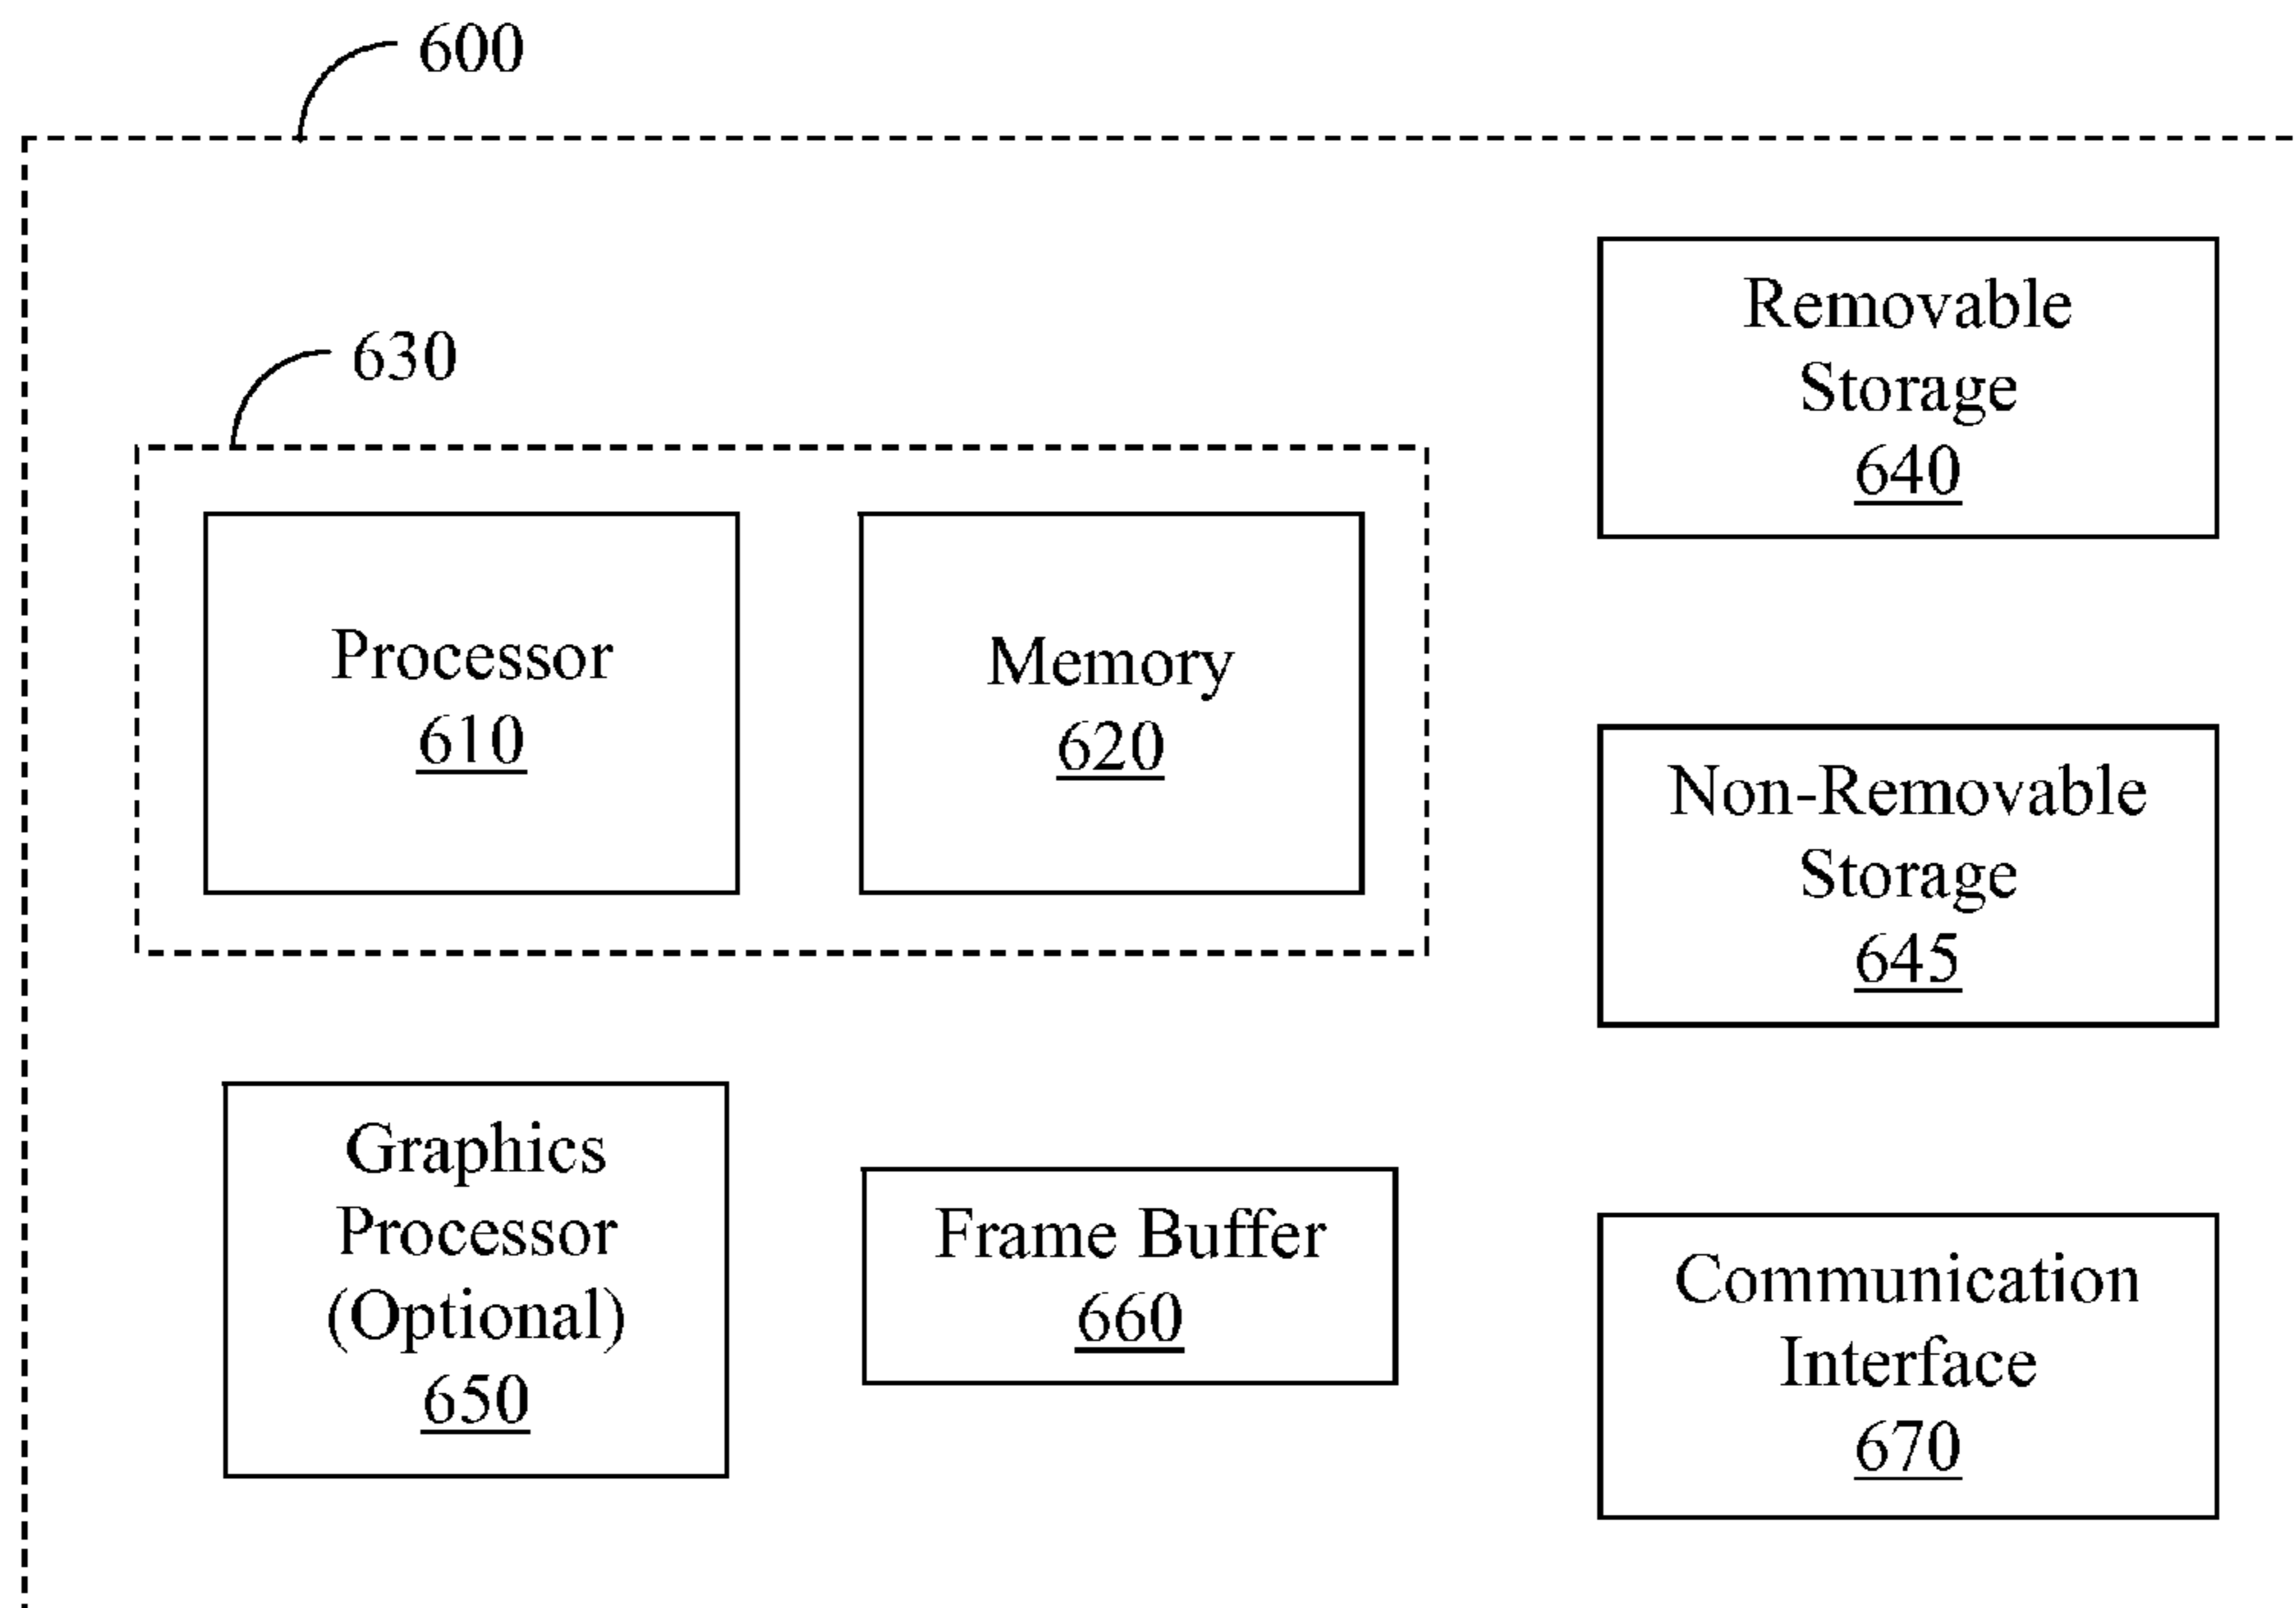 600
630
Processor
610
Memory
620
Removable
Storage
640
Non-Removable
Storage
645
Graphics
Processor
(Optional)
650
Frame Buffer
660
Communication
Interface
670